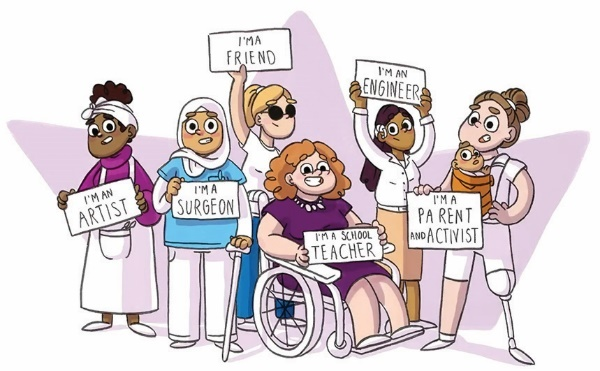 I'M A
FRIEND
I'M AN
ENGINEER
I'M AN
ARTIST
I'M A
SURGEON
I'M A SCHOOL
TEACHER
I'M A
PARENT
AND ACTIVIST